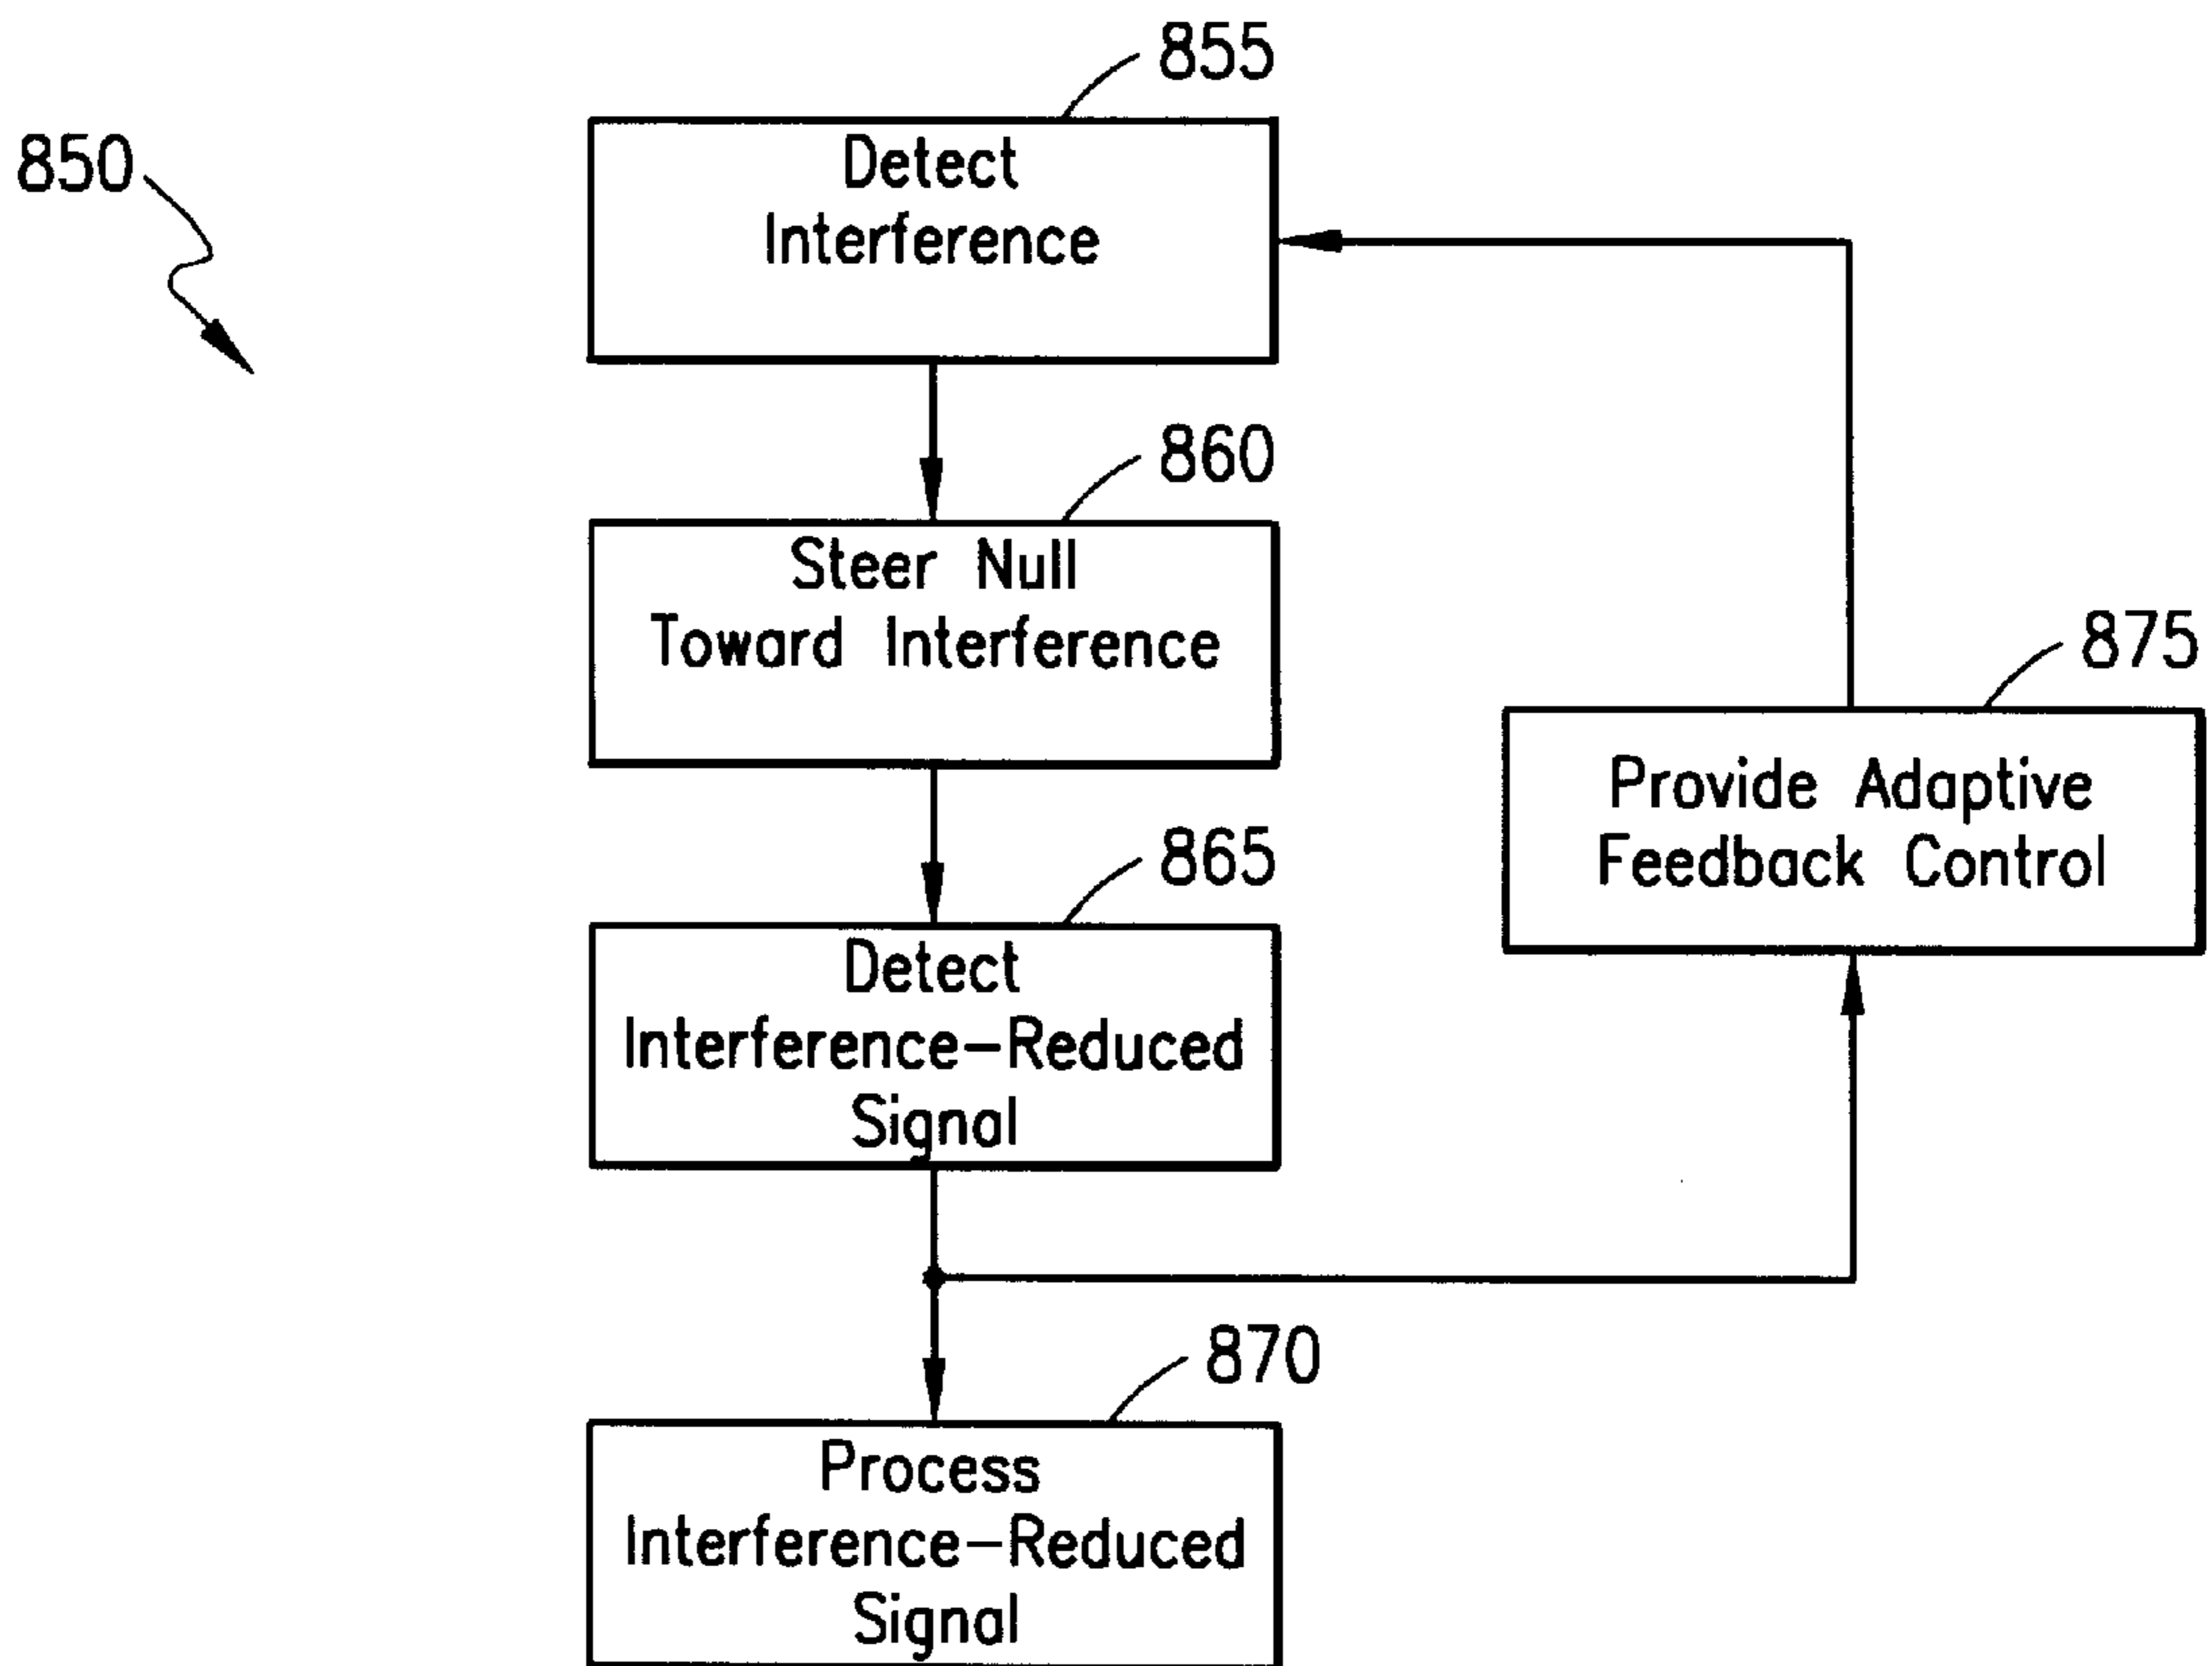 855
850
Detect
Interference
860
Steer Null
Toward Interference
875
Provide Adaptive
Feedback Control
865
Detect
Interference-Reduced
Signal
870
Process
Interference-Reduced
Signal